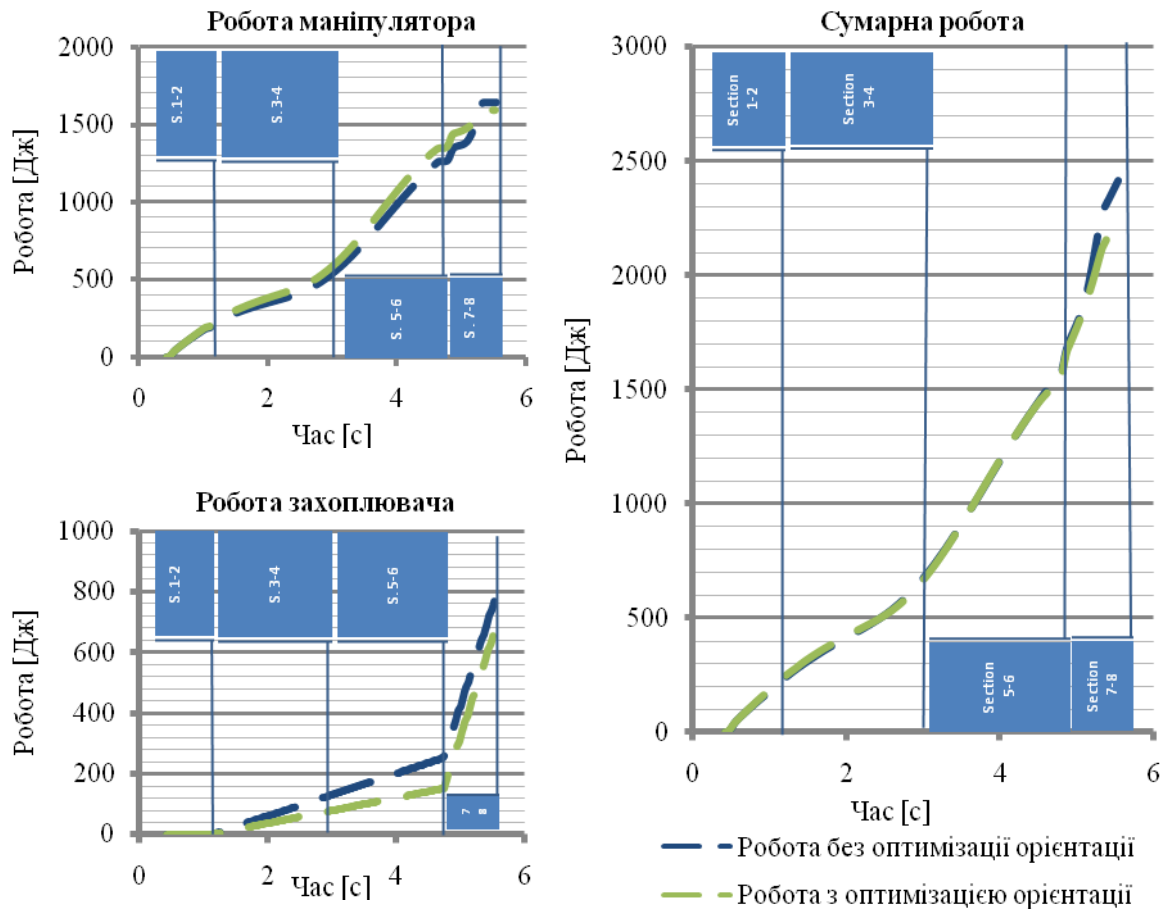 Робота маніпулятора
Робота [Дж]
2000
1500
1000
500
0
S. 1-2
S. 3-4
S. 5-6
S. 7-8
0 2 4 6
Час [с]
Робота захоплювача
Робота [Дж]
1000
800
600
400
200
0
S. 1-2
S.3-4
S.5-6
7
8
0 2 4 6
Час [с]
Сумарна робота
Робота [Дж]
3000
2500
2000
1500
1000
500
0
Section
1-2
Section
3-4
Section
5-6
Section
7-8
0 2 4 6
Час [с]
Робота без оптимізації орієнтації
Робота з оптимізацією орієнтації